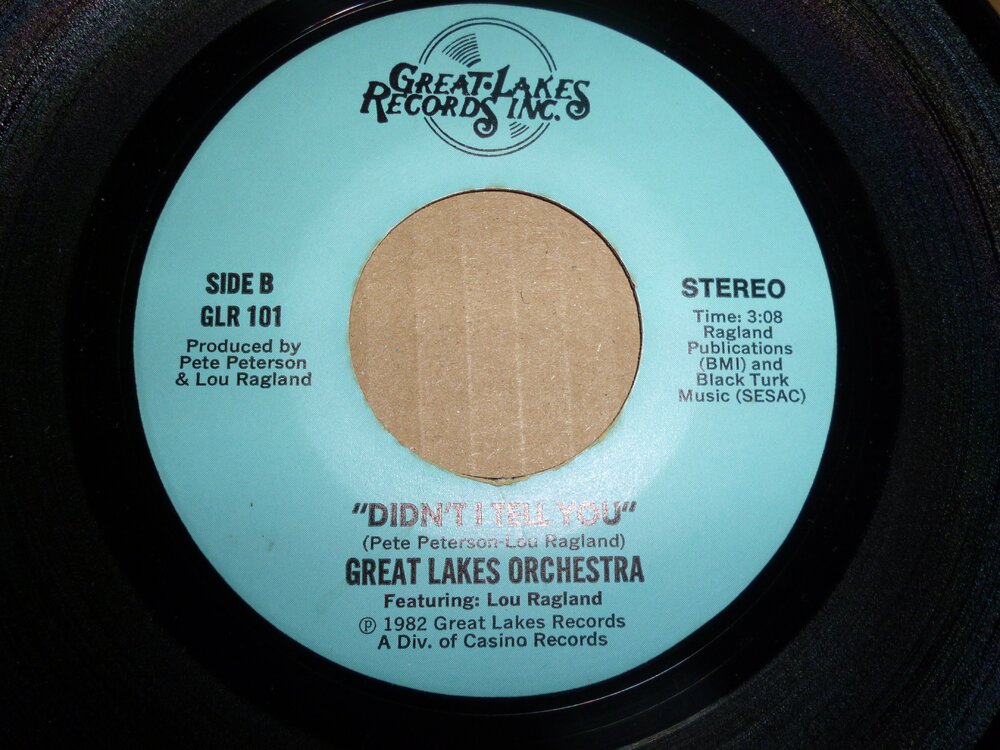 GREAT·LAKES
RECORDS INC.
SIDE B
GLR 101
Produced by
Pete Peterson
& Lou Ragland
STEREO
Time: 3:08
Ragland
Publications
(BMI) and
Black Turk
Music (SESAC)
"DIDN'T I TELL YOU"
(Pete Peterson-Lou Ragland)
GREAT LAKES ORCHESTRA
Featuring: Lou Ragland
℗ 1982 Great Lakes Records
A Div. of Casino Records